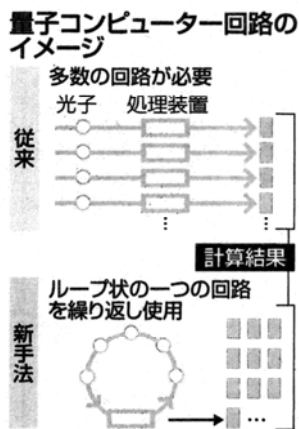 量子コンピューター回路の
イメージ
多数の回路が必要
光子 処理装置
従来
⋮ ⋮
計算結果
ループ状の一つの回路
を繰り返し使用
新手法
…